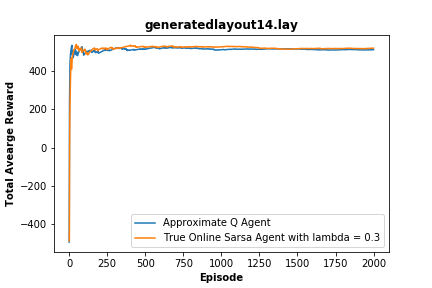 generatedlayout14.lay
Total Avearge Reward
400
200
0
−200
−400
Approximate Q Agent
True Online Sarsa Agent with lambda = 0.3
0 250 500 750 1000 1250 1500 1750 2000
Episode